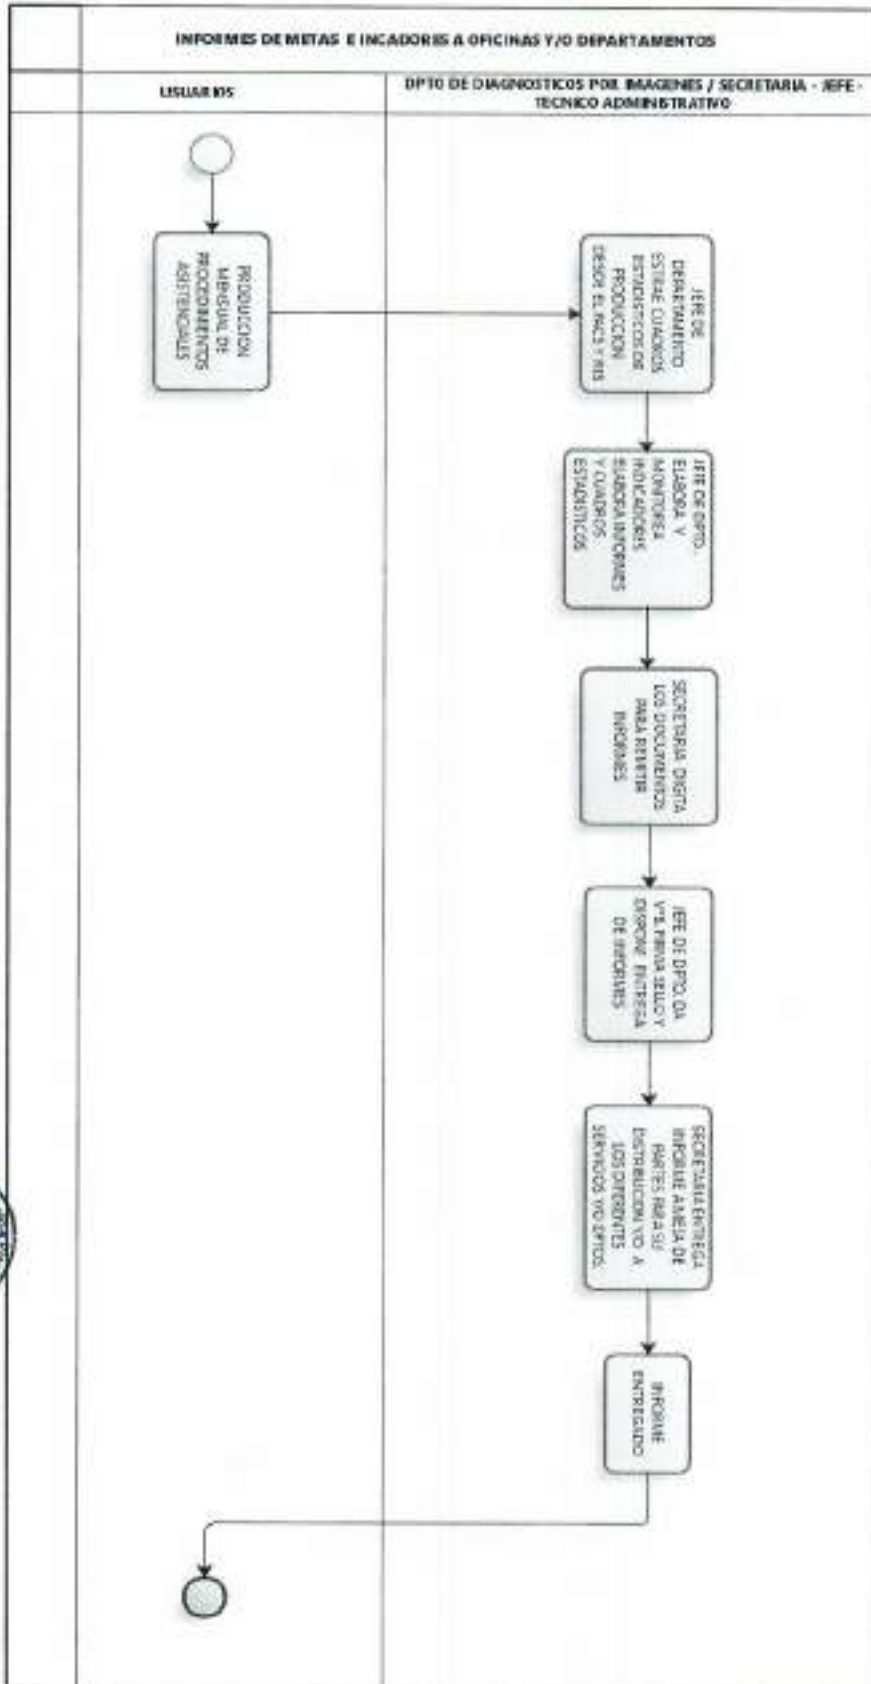 INFORMES DE METAS E INCADORES A OFICINAS Y/O DEPARTAMENTOS
USUARIOS
DPTO DE DIAGNOSTICOS POR IMAGENES / SECRETARIA - JEFE -
TECNICO ADMINISTRATIVO
PRODUCCION
MENSUAL DE
PROCEDIMIENTOS
ASISTENCIALES
JEFE DE
DEPARTAMENTO
ESTRAE CUADROS
ESTADISTICOS DE
PRODUCCION
DESDE EL PACS Y RIS
JEFE DE DPTO.
ELABORA Y
MONITOREA
INDICADORES
ELABORA INFORMES
Y CUADROS
ESTADISTICOS
SECRETARIA DIGITA
LOS DOCUMENTOS
PARA REMITIR
INFORMES
JEFE DE DPTO. DA
V°B, FIRMA SELLO Y
DISPONE ENTREGA
DE INFORMES
SECRETARIA ENTREGA
INFORME A MESA DE
PARTES PARA SU
DISTRIBUCION Y/O A
LOS DIFERENTES
SERVICIOS Y/O DPTOS.
INFORME
ENTREGADO